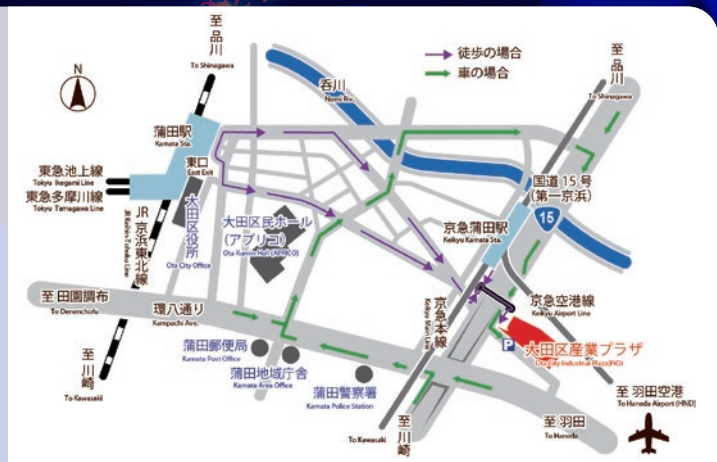 至品川
To Shinagawa
N
徒歩の場合
車の場合
呑川
Nomi Riv.
至品川
To Shinagawa
蒲田駅
Kamata Sta.
東口
East Exit
東急池上線
Tokyu Ikegami Line
東急多摩川線
Tokyu Tamagawa Line
JR京浜東北線
JR Keihin-Tohoku Line
大田区役所
Ota City Office
大田区民ホール
(アプリコ)
Ota Kumin Hall (APRICO)
国道15号
(第一京浜)
15
京急蒲田駅
Keikyu Kamata Sta.
至 田園調布
To Denenchofu
環八通り
Kampachi Ave.
京急本線
Keikyu Main Line
京急空港線
Keikyu Airport Line
P
大田区産業プラザ
Ota City Industrial Plaza(PiO)
蒲田郵便局
Kamata Post Office
蒲田地域庁舎
Kamata Area Office
蒲田警察署
Kamata Police Station
至川崎
To Kawasaki
至川崎
To Kawasaki
至 羽田
To Haneda
至 羽田空港
To Haneda Airport (HND)